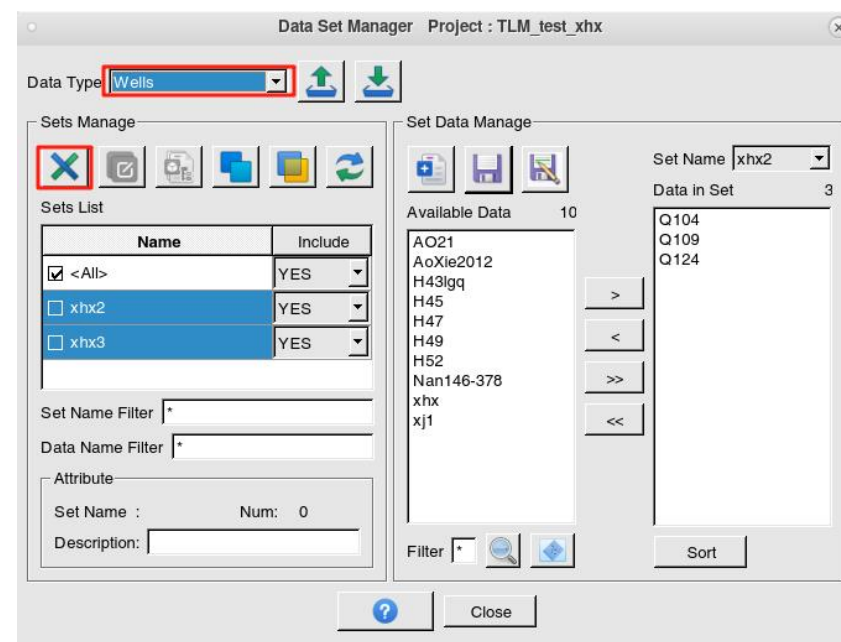 Data Set Manager Project : TLM_test_xhx
Data Type Wells
Sets Manage
Sets List
Name Include
<All> YES
xhx2 YES
xhx3 YES
Set Name Filter *
Data Name Filter *
Attribute
Set Name : Num: 0
Description:
Set Data Manage
Set Name xhx2
Available Data 10
AO21
AoXie2012
H43lgq
H45
H47
H49
H52
Nan146-378
xhx
xj1
>
<
>>
<<
Data in Set 3
Q104
Q109
Q124
Filter *
Sort
?
Close